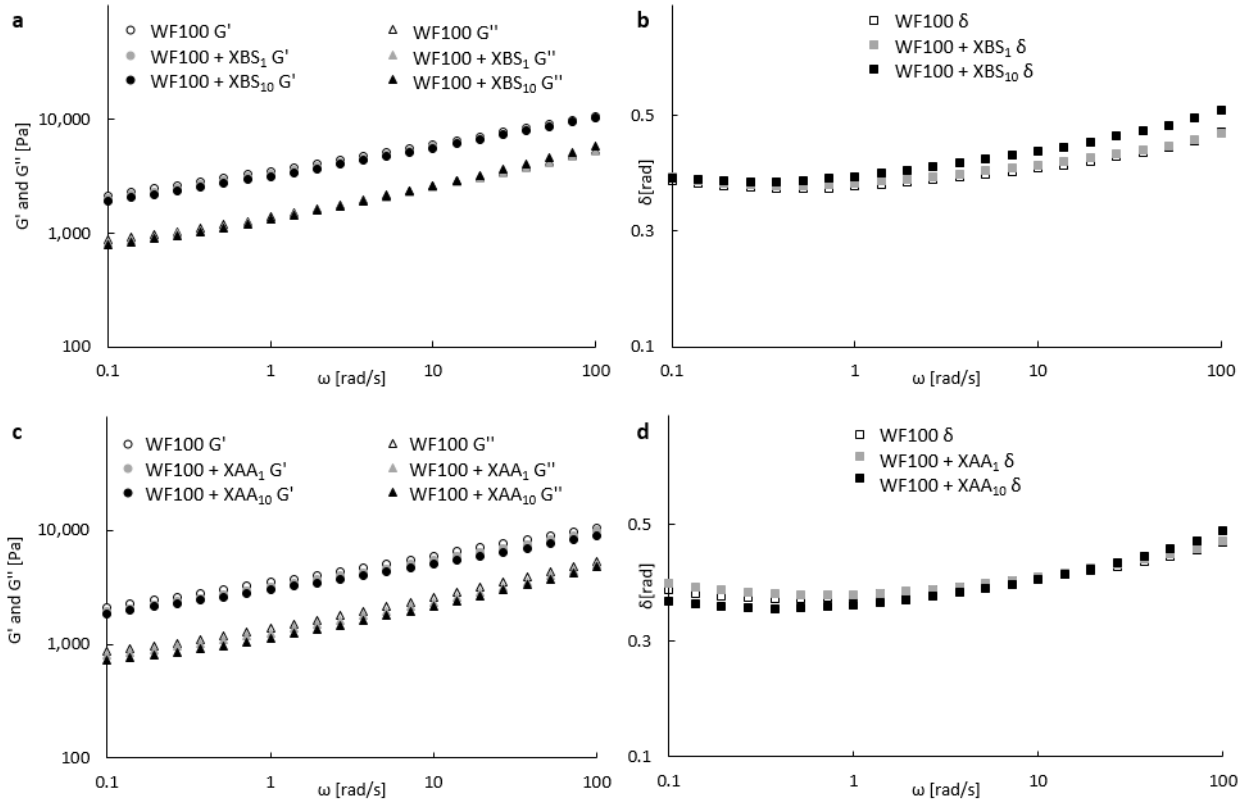 a
WF100 G' WF100 G''
WF100 + XBS₁ G' WF100 + XBS₁ G''
WF100 + XBS₁₀ G' WF100 + XBS₁₀ G''
G' and G'' [Pa]
10,000
1,000
100
0.1 1 10 100
ω [rad/s]
b
WF100 δ
WF100 + XBS₁ δ
WF100 + XBS₁₀ δ
δ[rad]
0.5
0.3
0.1
0.1 1 10 100
ω [rad/s]
c
WF100 G' WF100 G''
WF100 + XAA₁ G' WF100 + XAA₁ G''
WF100 + XAA₁₀ G' WF100 + XAA₁₀ G''
G' and G'' [Pa]
10,000
1,000
100
0.1 1 10 100
ω [rad/s]
d
WF100 δ
WF100 + XAA₁ δ
WF100 + XAA₁₀ δ
δ[rad]
0.5
0.3
0.1
0.1 1 10 100
ω [rad/s]